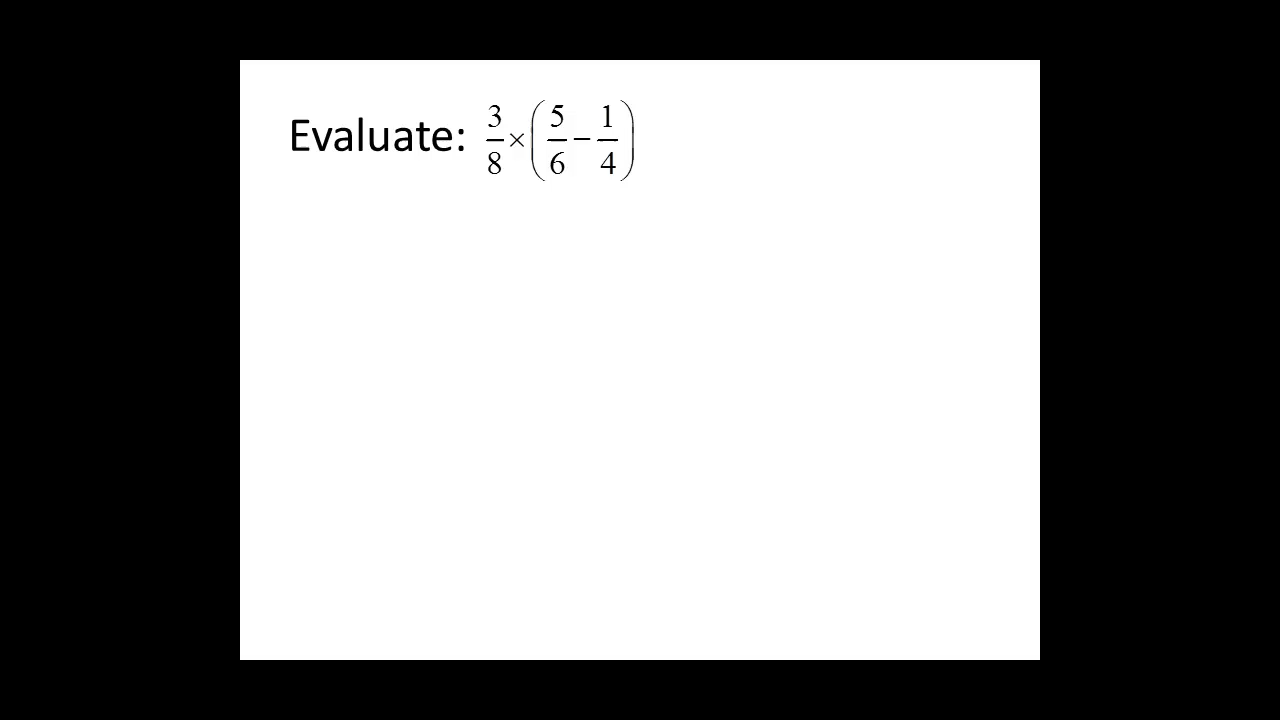 Evaluate: 3/8 × (5/6 − 1/4)